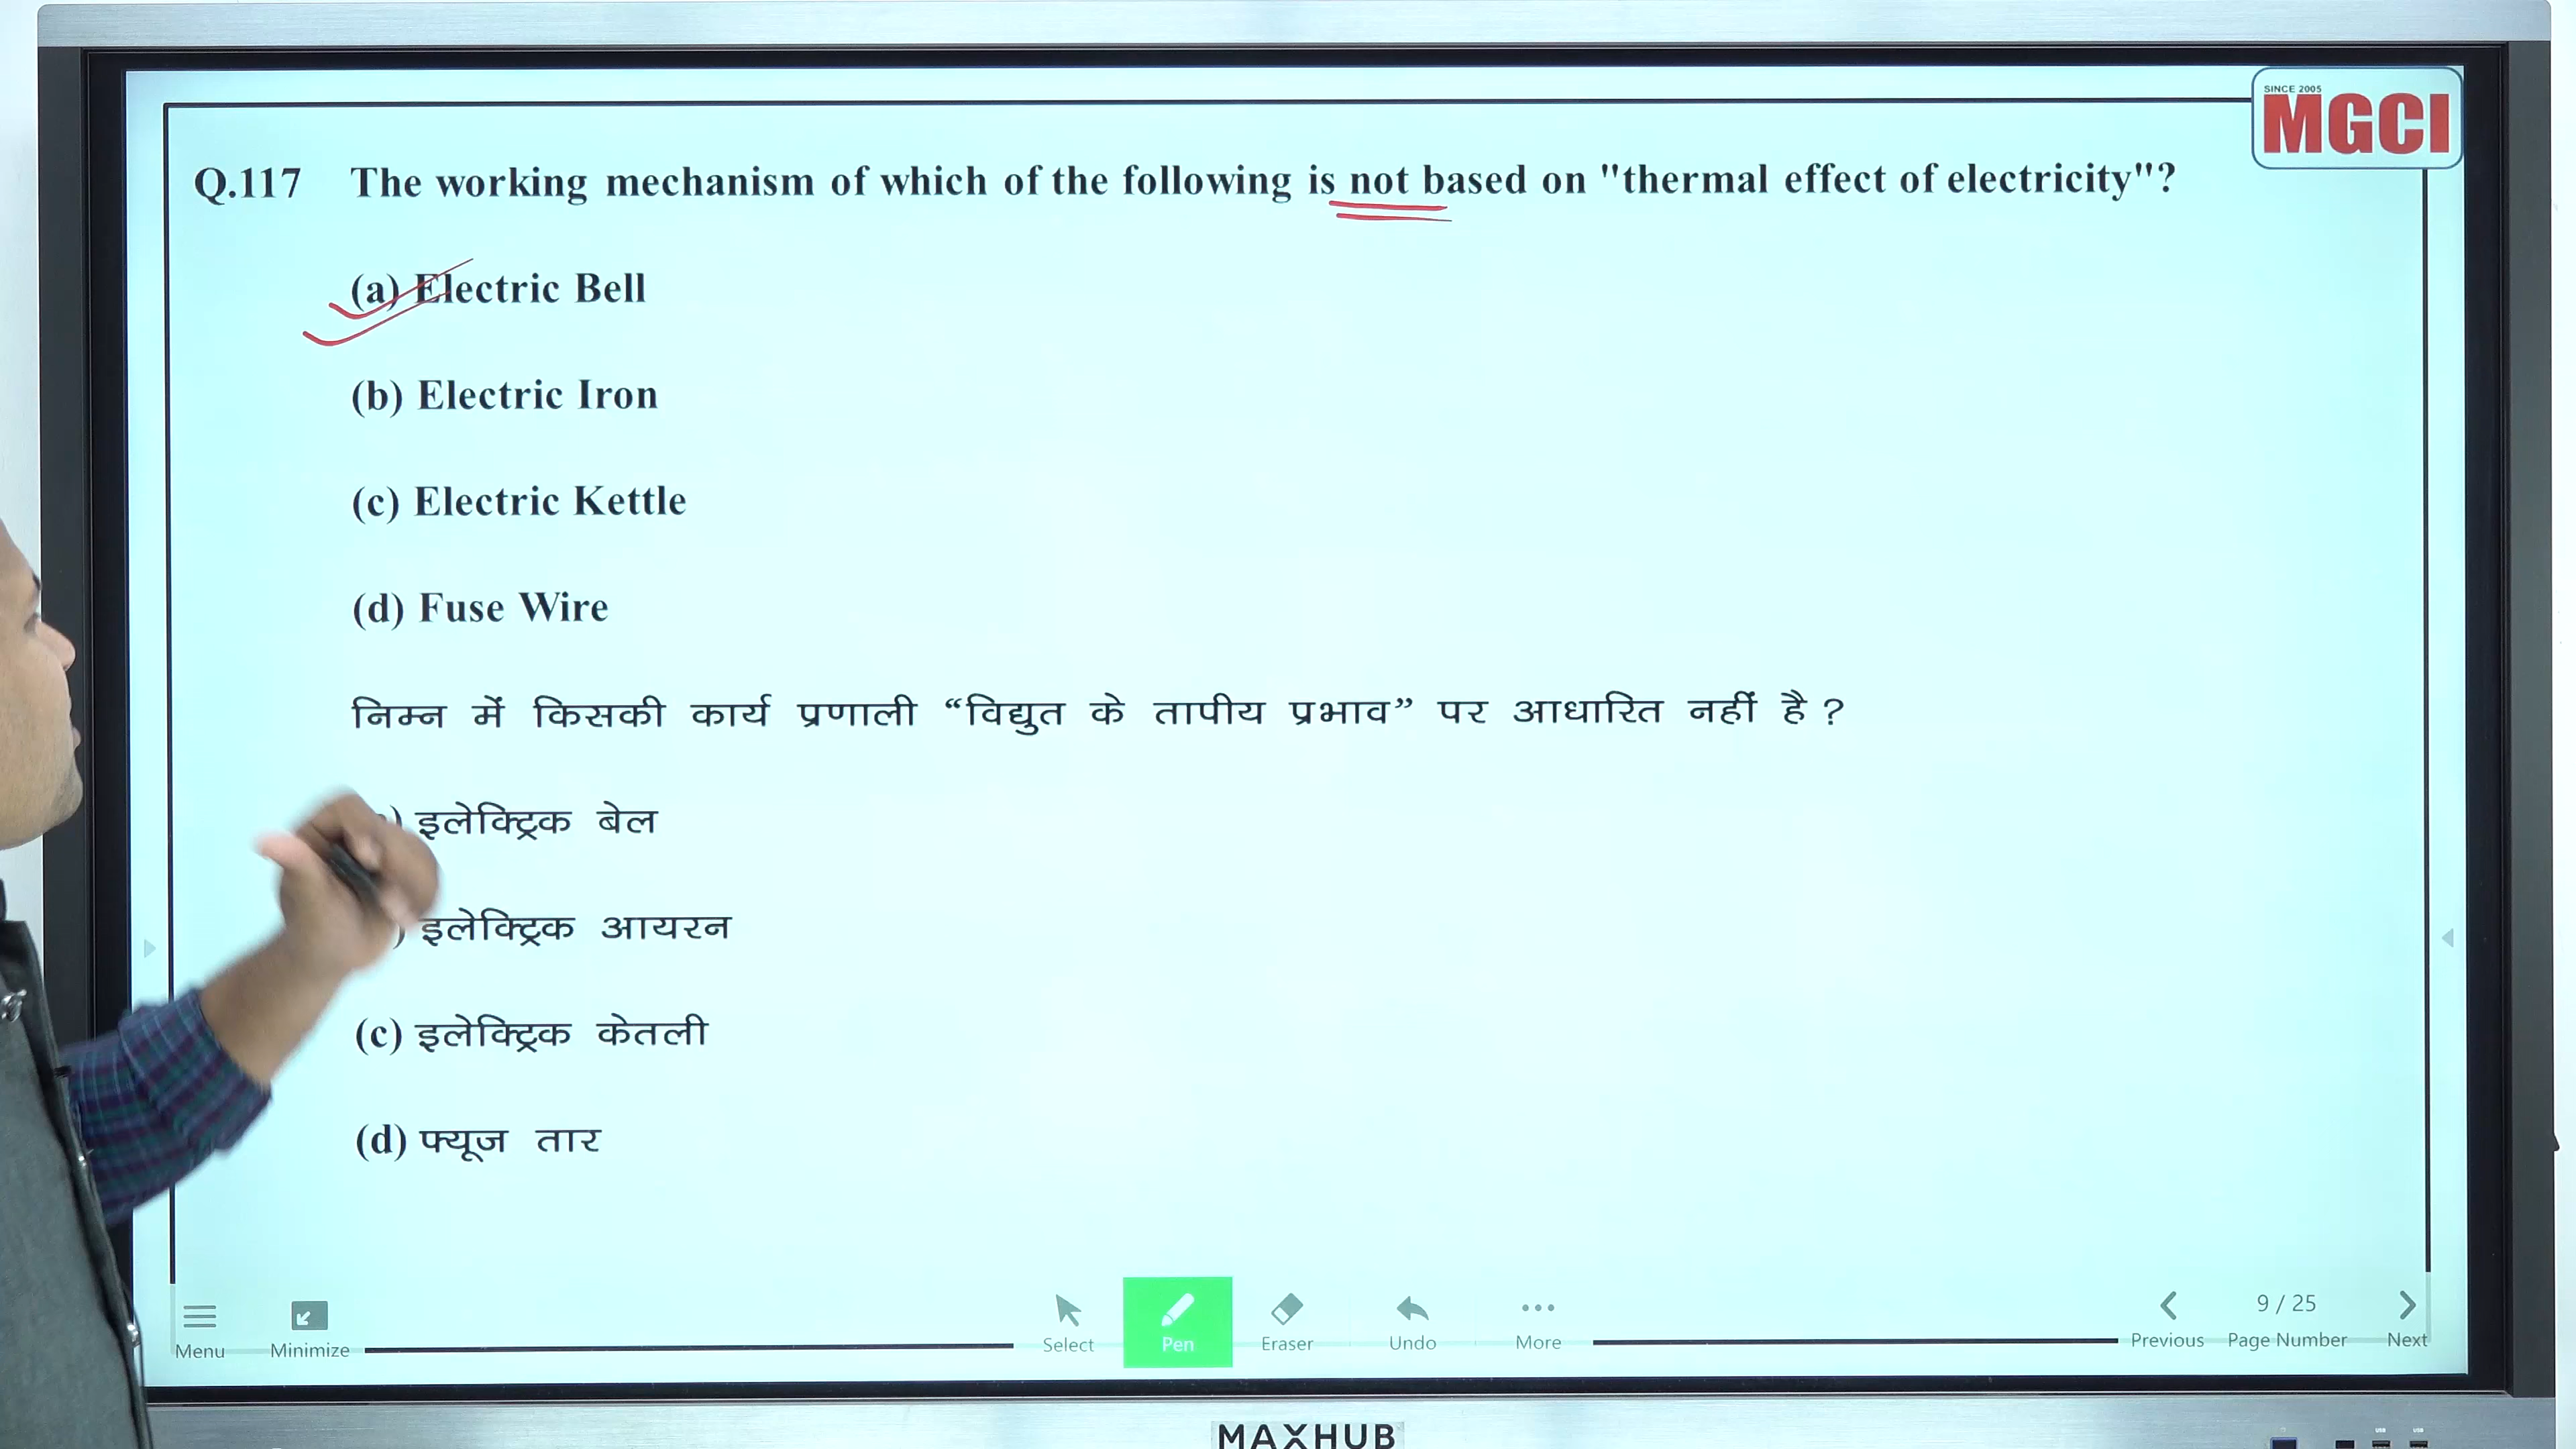 SINCE 2005
MGCI
Q.117 The working mechanism of which of the following is not based on "thermal effect of electricity"?
(a) Electric Bell
(b) Electric Iron
(c) Electric Kettle
(d) Fuse Wire
निम्न में किसकी कार्य प्रणाली “विद्युत के तापीय प्रभाव” पर आधारित नहीं है ?
इलेक्ट्रिक बेल
इलेक्ट्रिक आयरन
(c) इलेक्ट्रिक केतली
(d) फ्यूज तार
Menu Minimize Select Pen Eraser Undo More Previous 9 / 25 Page Number Next
MAXHUB